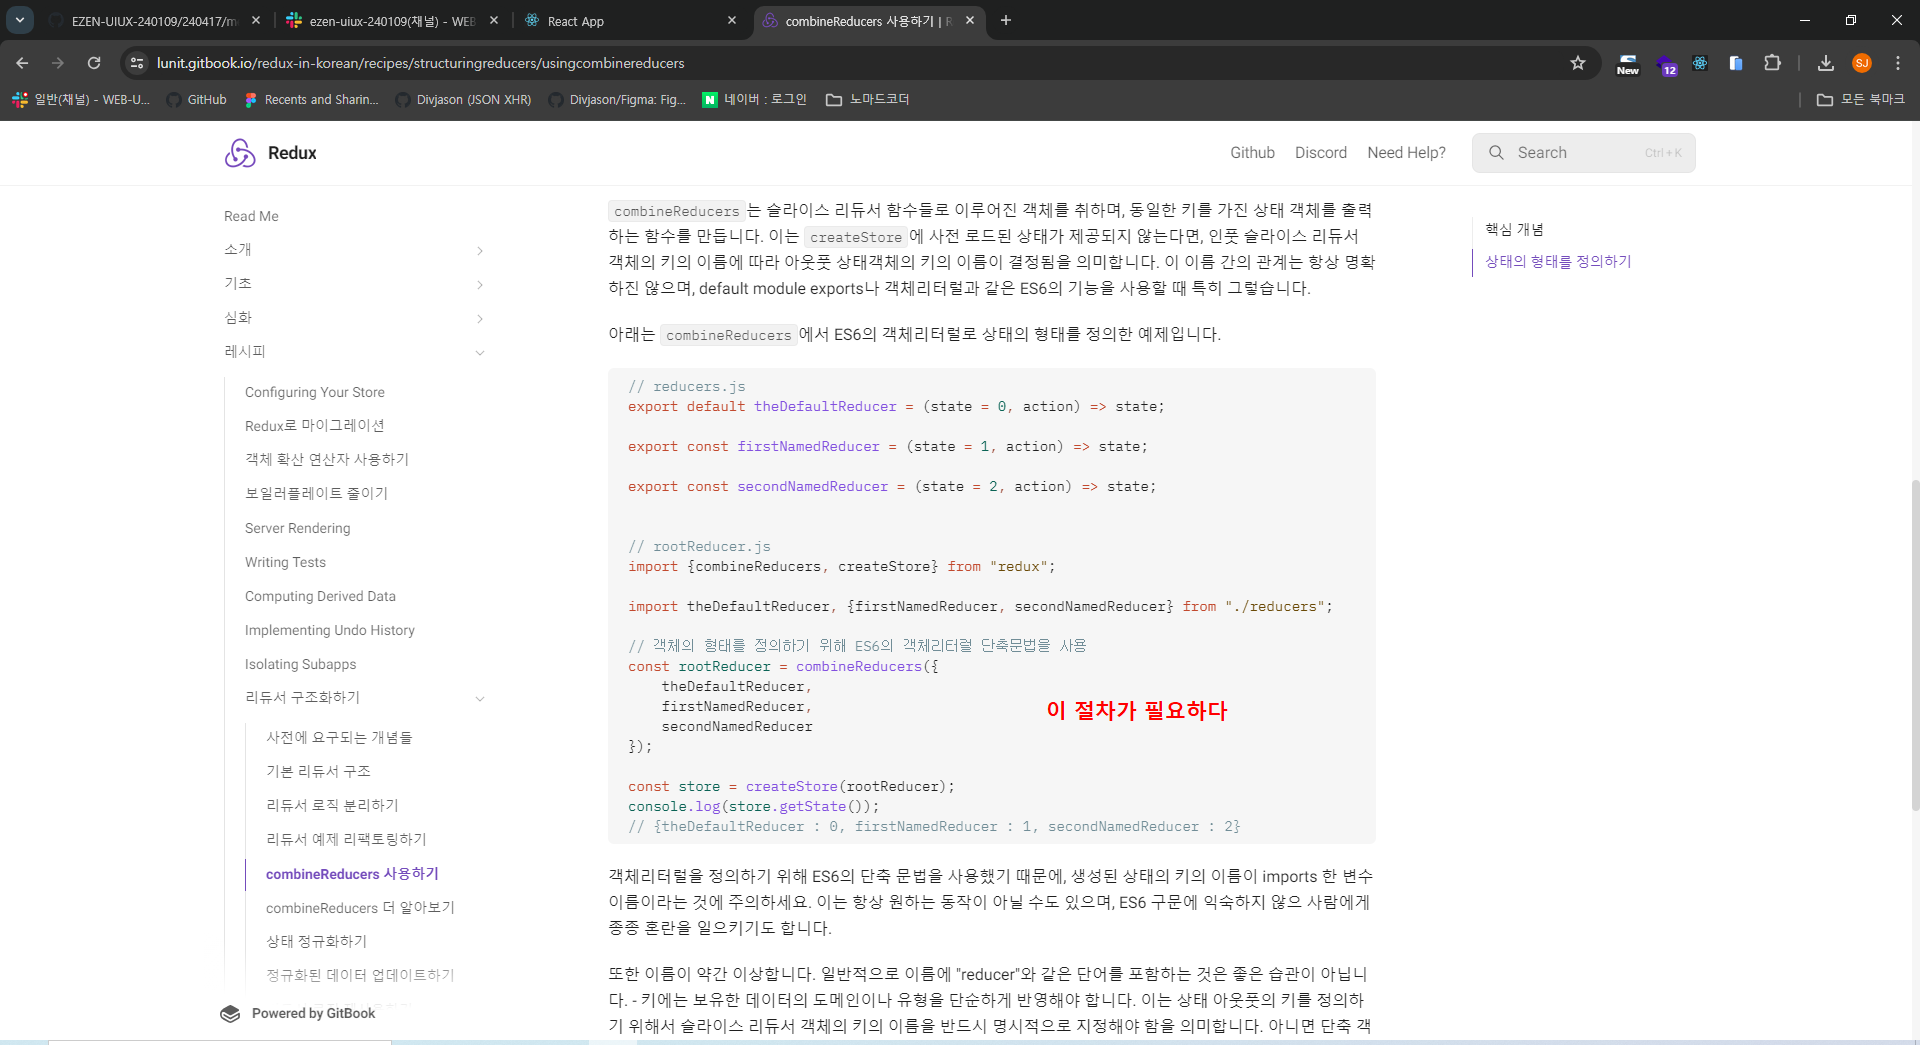 EZEN-UIUX-240109/240417/m
ezen-uiux-240109(채널) - WEB
React App
combineReducers 사용하기 | R
lunit.gitbook.io/redux-in-korean/recipes/structuringreducers/usingcombinereducers
New
12
SJ
일반(채널) - WEB-U...
GitHub
Recents and Sharin...
Divjason (JSON XHR)
Divjason/Figma: Fig...
네이버 : 로그인
노마드코더
모든 북마크
Redux
Github
Discord
Need Help?
Search
Ctrl + K
Read Me
소개
기초
심화
레시피
Configuring Your Store
Redux로 마이그레이션
객체 확산 연산자 사용하기
보일러플레이트 줄이기
Server Rendering
Writing Tests
Computing Derived Data
Implementing Undo History
Isolating Subapps
리듀서 구조화하기
사전에 요구되는 개념들
기본 리듀서 구조
리듀서 로직 분리하기
리듀서 예제 리팩토링하기
combineReducers 사용하기
combineReducers 더 알아보기
상태 정규화하기
정규화된 데이터 업데이트하기
Powered by GitBook
combineReducers 는 슬라이스 리듀서 함수들로 이루어진 객체를 취하며, 동일한 키를 가진 상태 객체를 출력
하는 함수를 만듭니다. 이는 createStore 에 사전 로드된 상태가 제공되지 않는다면, 인풋 슬라이스 리듀서
객체의 키의 이름에 따라 아웃풋 상태객체의 키의 이름이 결정됨을 의미합니다. 이 이름 간의 관계는 항상 명확
하진 않으며, default module exports나 객체리터럴과 같은 ES6의 기능을 사용할 때 특히 그렇습니다.
아래는 combineReducers 에서 ES6의 객체리터럴로 상태의 형태를 정의한 예제입니다.
// reducers.js
export default theDefaultReducer = (state = 0, action) => state;
export const firstNamedReducer = (state = 1, action) => state;
export const secondNamedReducer = (state = 2, action) => state;
// rootReducer.js
import {combineReducers, createStore} from "redux";
import theDefaultReducer, {firstNamedReducer, secondNamedReducer} from "./reducers";
// 객체의 형태를 정의하기 위해 ES6의 객체리터럴 단축문법을 사용
const rootReducer = combineReducers({
theDefaultReducer,
firstNamedReducer,
secondNamedReducer
});
이 절차가 필요하다
const store = createStore(rootReducer);
console.log(store.getState());
// {theDefaultReducer : 0, firstNamedReducer : 1, secondNamedReducer : 2}
객체리터럴을 정의하기 위해 ES6의 단축 문법을 사용했기 때문에, 생성된 상태의 키의 이름이 imports 한 변수
이름이라는 것에 주의하세요. 이는 항상 원하는 동작이 아닐 수도 있으며, ES6 구문에 익숙하지 않으 사람에게
종종 혼란을 일으키기도 합니다.
또한 이름이 약간 이상합니다. 일반적으로 이름에 "reducer"와 같은 단어를 포함하는 것은 좋은 습관이 아닙니
다. - 키에는 보유한 데이터의 도메인이나 유형을 단순하게 반영해야 합니다. 이는 상태 아웃풋의 키를 정의하
기 위해서 슬라이스 리듀서 객체의 키의 이름을 반드시 명시적으로 지정해야 함을 의미합니다. 아니면 단축 객
핵심 개념
상태의 형태를 정의하기